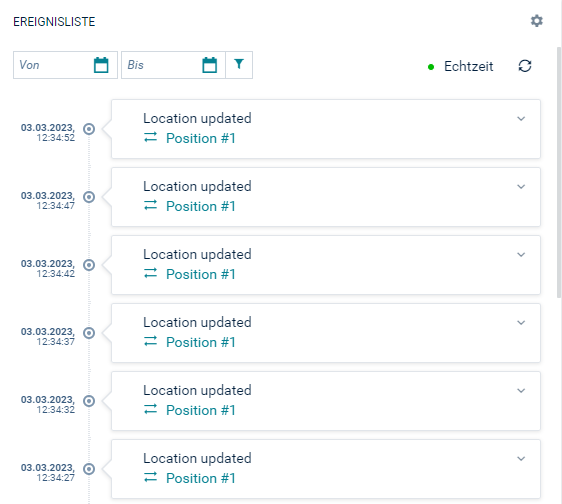 EREIGNISLISTE
Von Bis Echtzeit
03.03.2023,
12:34:52
Location updated
Position #1
03.03.2023,
12:34:47
Location updated
Position #1
03.03.2023,
12:34:42
Location updated
Position #1
03.03.2023,
12:34:37
Location updated
Position #1
03.03.2023,
12:34:32
Location updated
Position #1
03.03.2023,
12:34:27
Location updated
Position #1